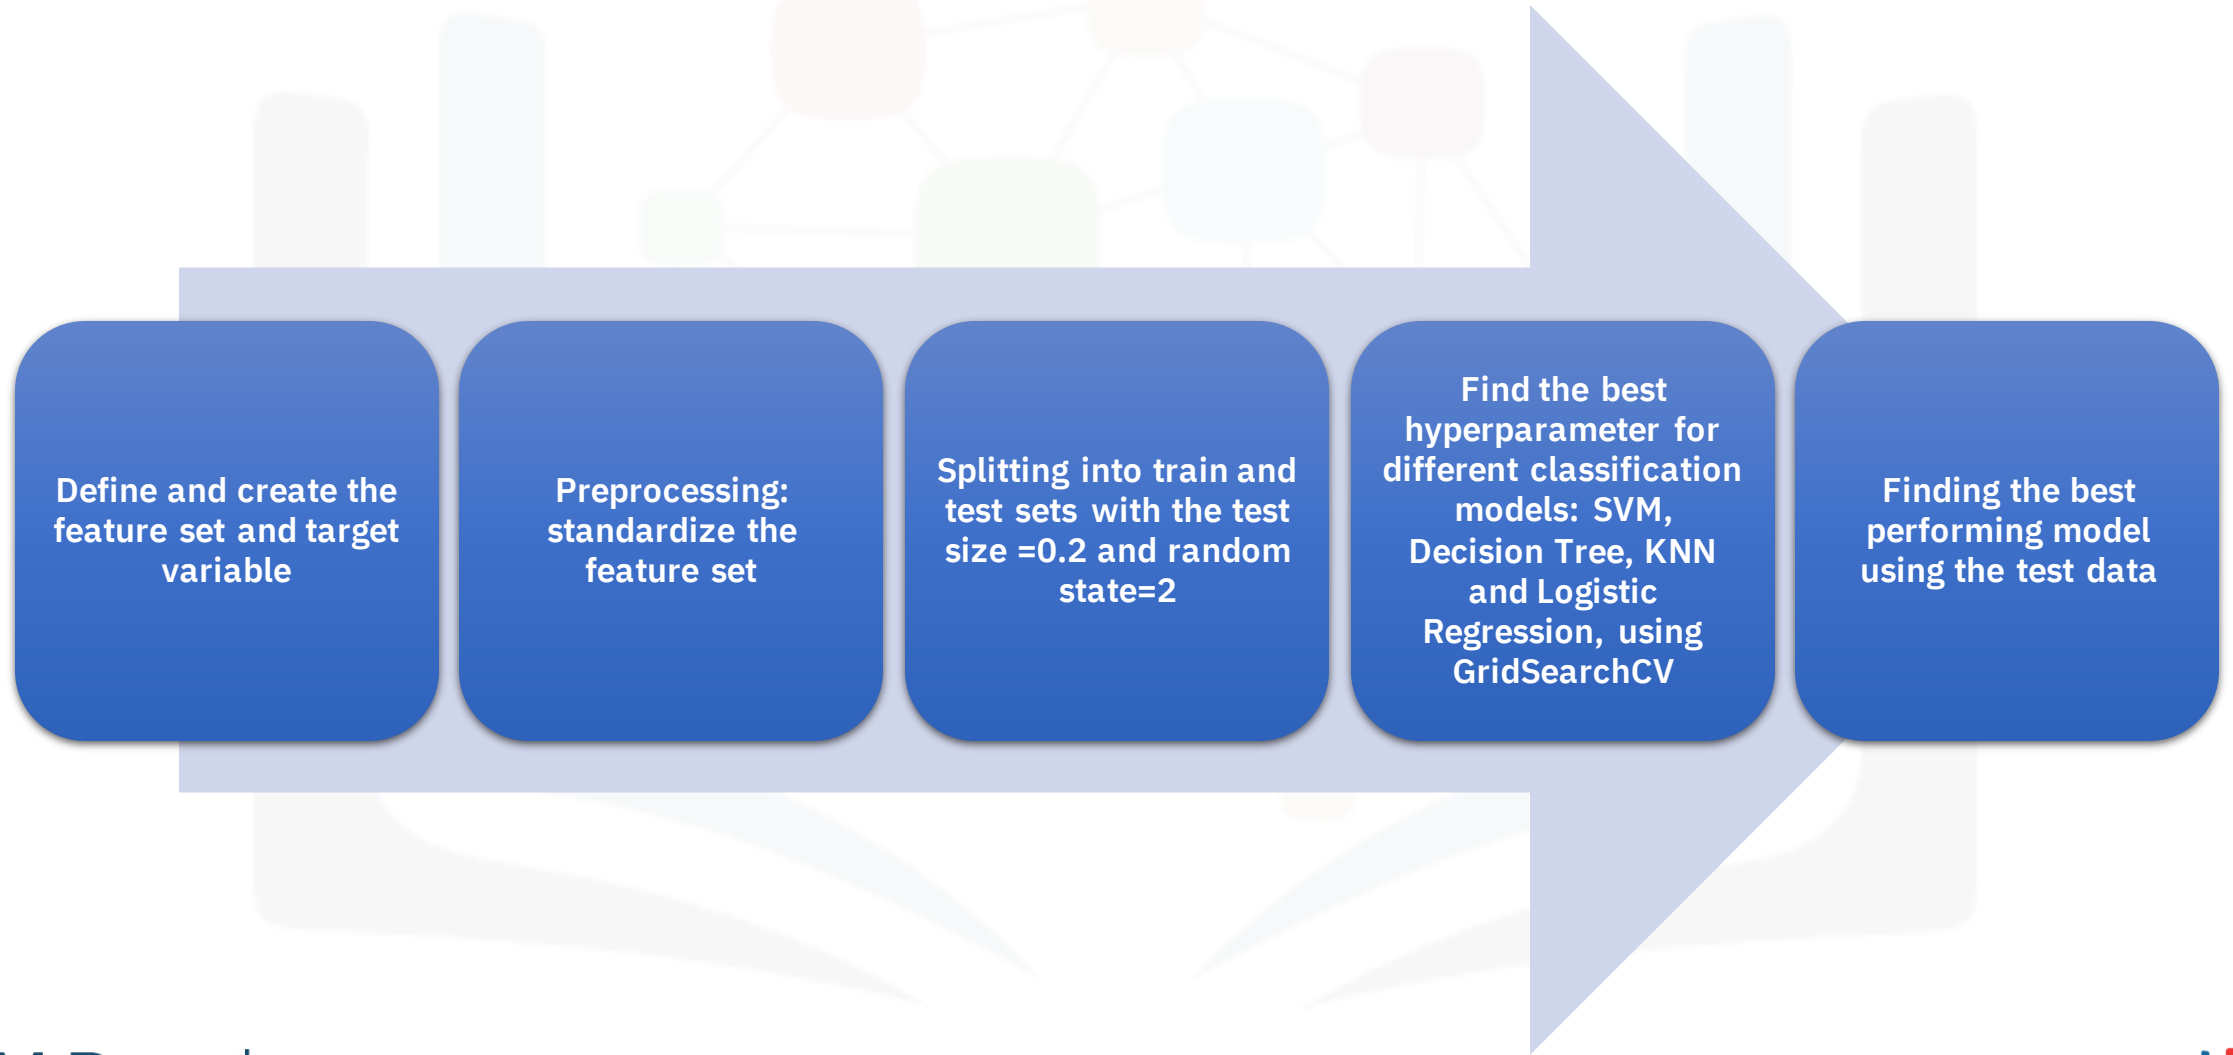 Define and create the
feature set and target
variable
Preprocessing:
standardize the
feature set
Splitting into train and
test sets with the test
size =0.2 and random
state=2
Find the best
hyperparameter for
different classification
models: SVM,
Decision Tree, KNN
and Logistic
Regression, using
GridSearchCV
Finding the best
performing model
using the test data